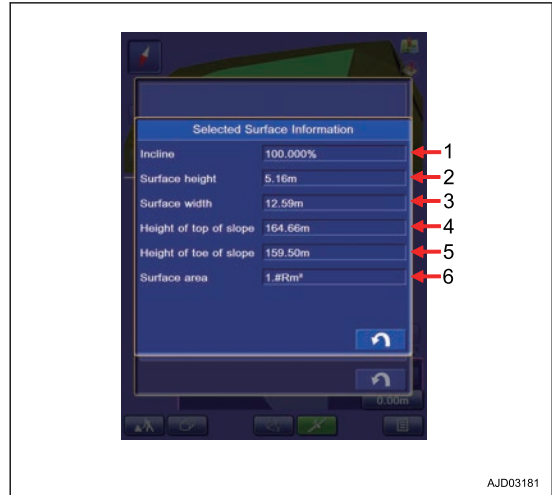 Selected Surface Information
Incline 100.000% 1
Surface height 5.16m 2
Surface width 12.59m 3
Height of top of slope 164.66m 4
Height of toe of slope 159.50m 5
Surface area 1.#Rm² 6
0.00m
AJD03181